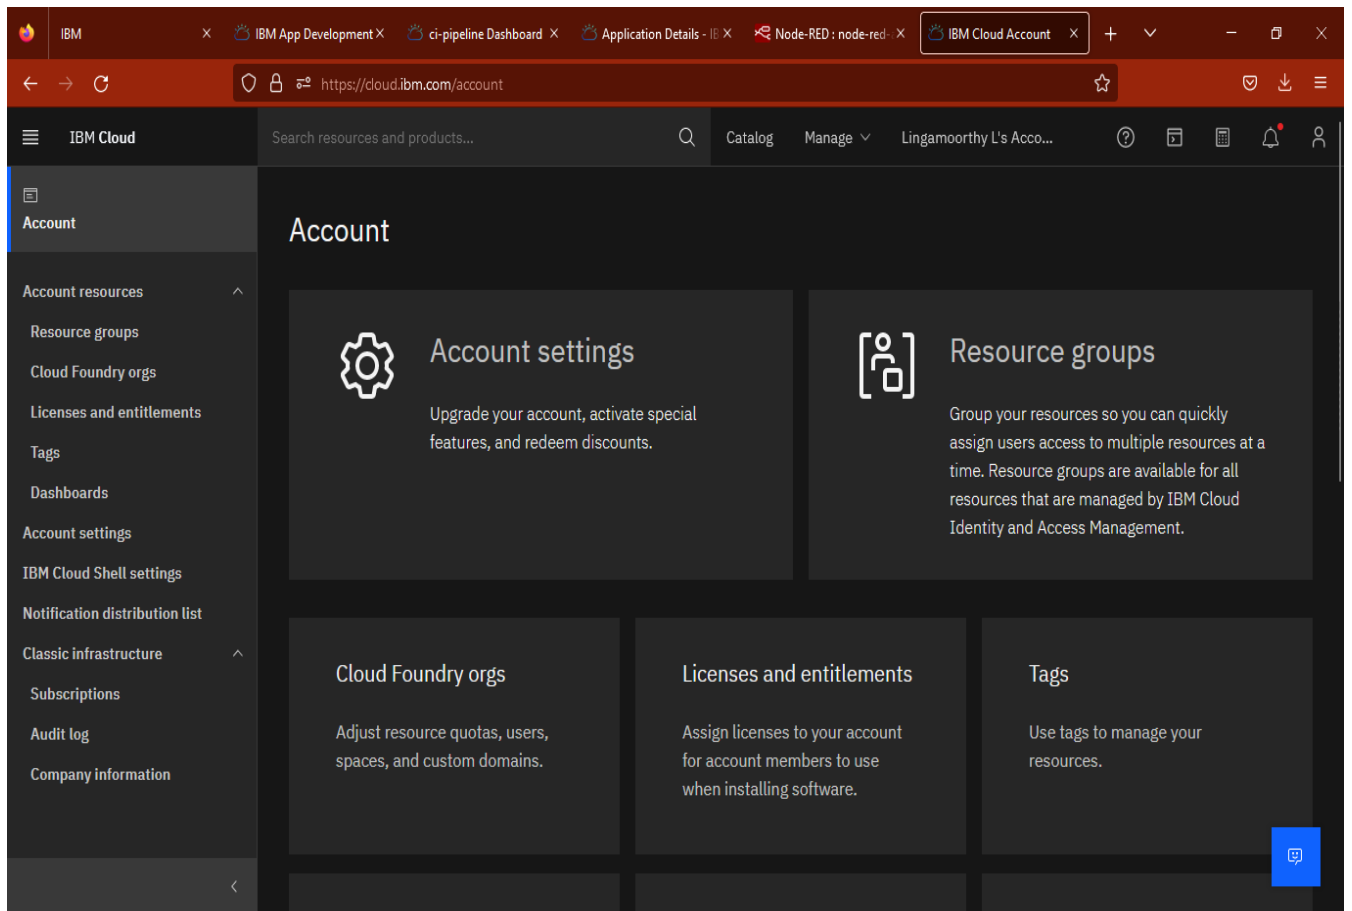 IBM
IBM App Development
ci-pipeline Dashboard
Application Details - IB
Node-RED : node-red-
IBM Cloud Account
https://cloud.ibm.com/account
IBM Cloud
Search resources and products...
Catalog
Manage
Lingamoorthy L's Acco...
Account
Account resources
Resource groups
Cloud Foundry orgs
Licenses and entitlements
Tags
Dashboards
Account settings
IBM Cloud Shell settings
Notification distribution list
Classic infrastructure
Subscriptions
Audit log
Company information
Account
Account settings
Upgrade your account, activate special
features, and redeem discounts.
Resource groups
Group your resources so you can quickly
assign users access to multiple resources at a
time. Resource groups are available for all
resources that are managed by IBM Cloud
Identity and Access Management.
Cloud Foundry orgs
Adjust resource quotas, users,
spaces, and custom domains.
Licenses and entitlements
Assign licenses to your account
for account members to use
when installing software.
Tags
Use tags to manage your
resources.